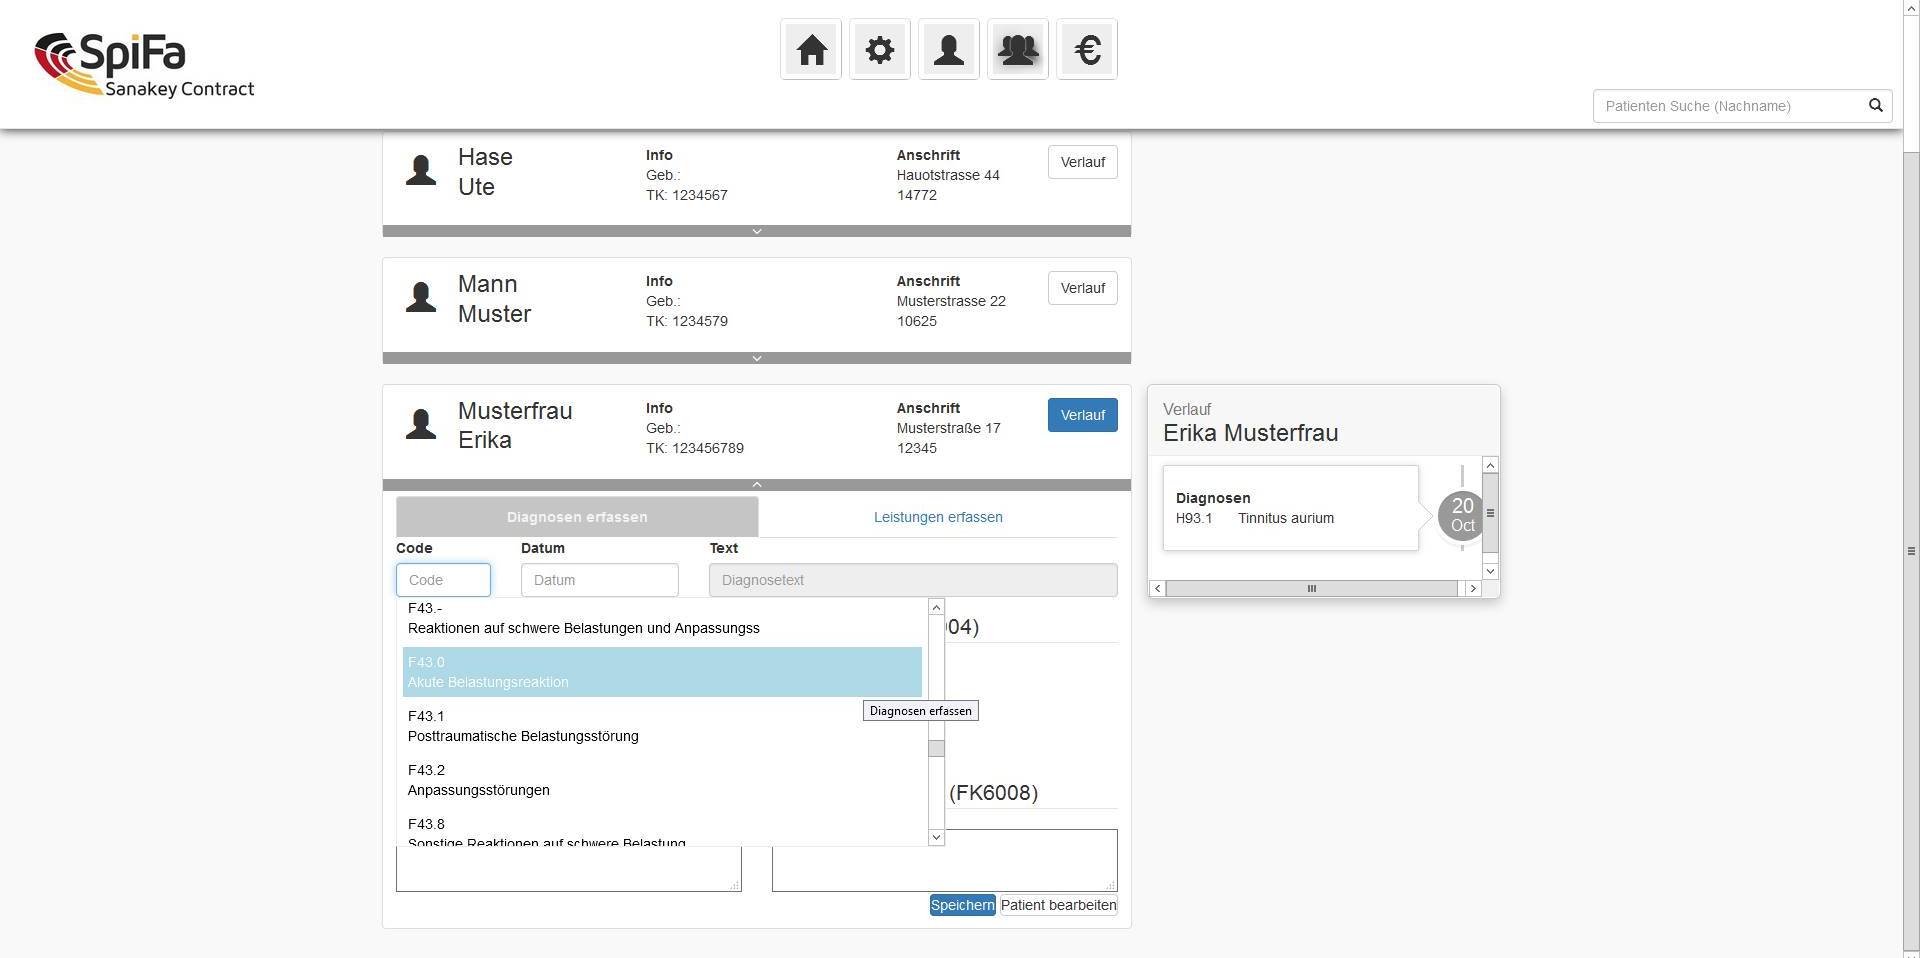 SpiFa
Sanakey Contract
€
Patienten Suche (Nachname)
Hase
Ute
Info
Geb.:
TK: 1234567
Anschrift
Hauotstrasse 44
14772
Verlauf
Mann
Muster
Info
Geb.:
TK: 1234579
Anschrift
Musterstrasse 22
10625
Verlauf
Musterfrau
Erika
Info
Geb.:
TK: 123456789
Anschrift
Musterstraße 17
12345
Verlauf
Diagnosen erfassen
Leistungen erfassen
Code
Datum
Text
Code
Datum
Diagnosetext
F43.-
Reaktionen auf schwere Belastungen und Anpassungss
F43.0
Akute Belastungsreaktion
Diagnosen erfassen
F43.1
Posttraumatische Belastungsstörung
F43.2
Anpassungsstörungen
F43.8
Sonstige Reaktionen auf schwere Belastung
04)
(FK6008)
Speichern
Patient bearbeiten
Verlauf
Erika Musterfrau
Diagnosen
H93.1 Tinnitus aurium
20
Oct